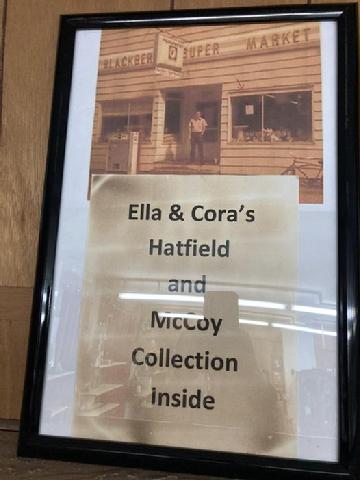 BLACKBER SUPER MARKET
Ella & Cora's
Hatfield
and
McCoy
Collection
Inside